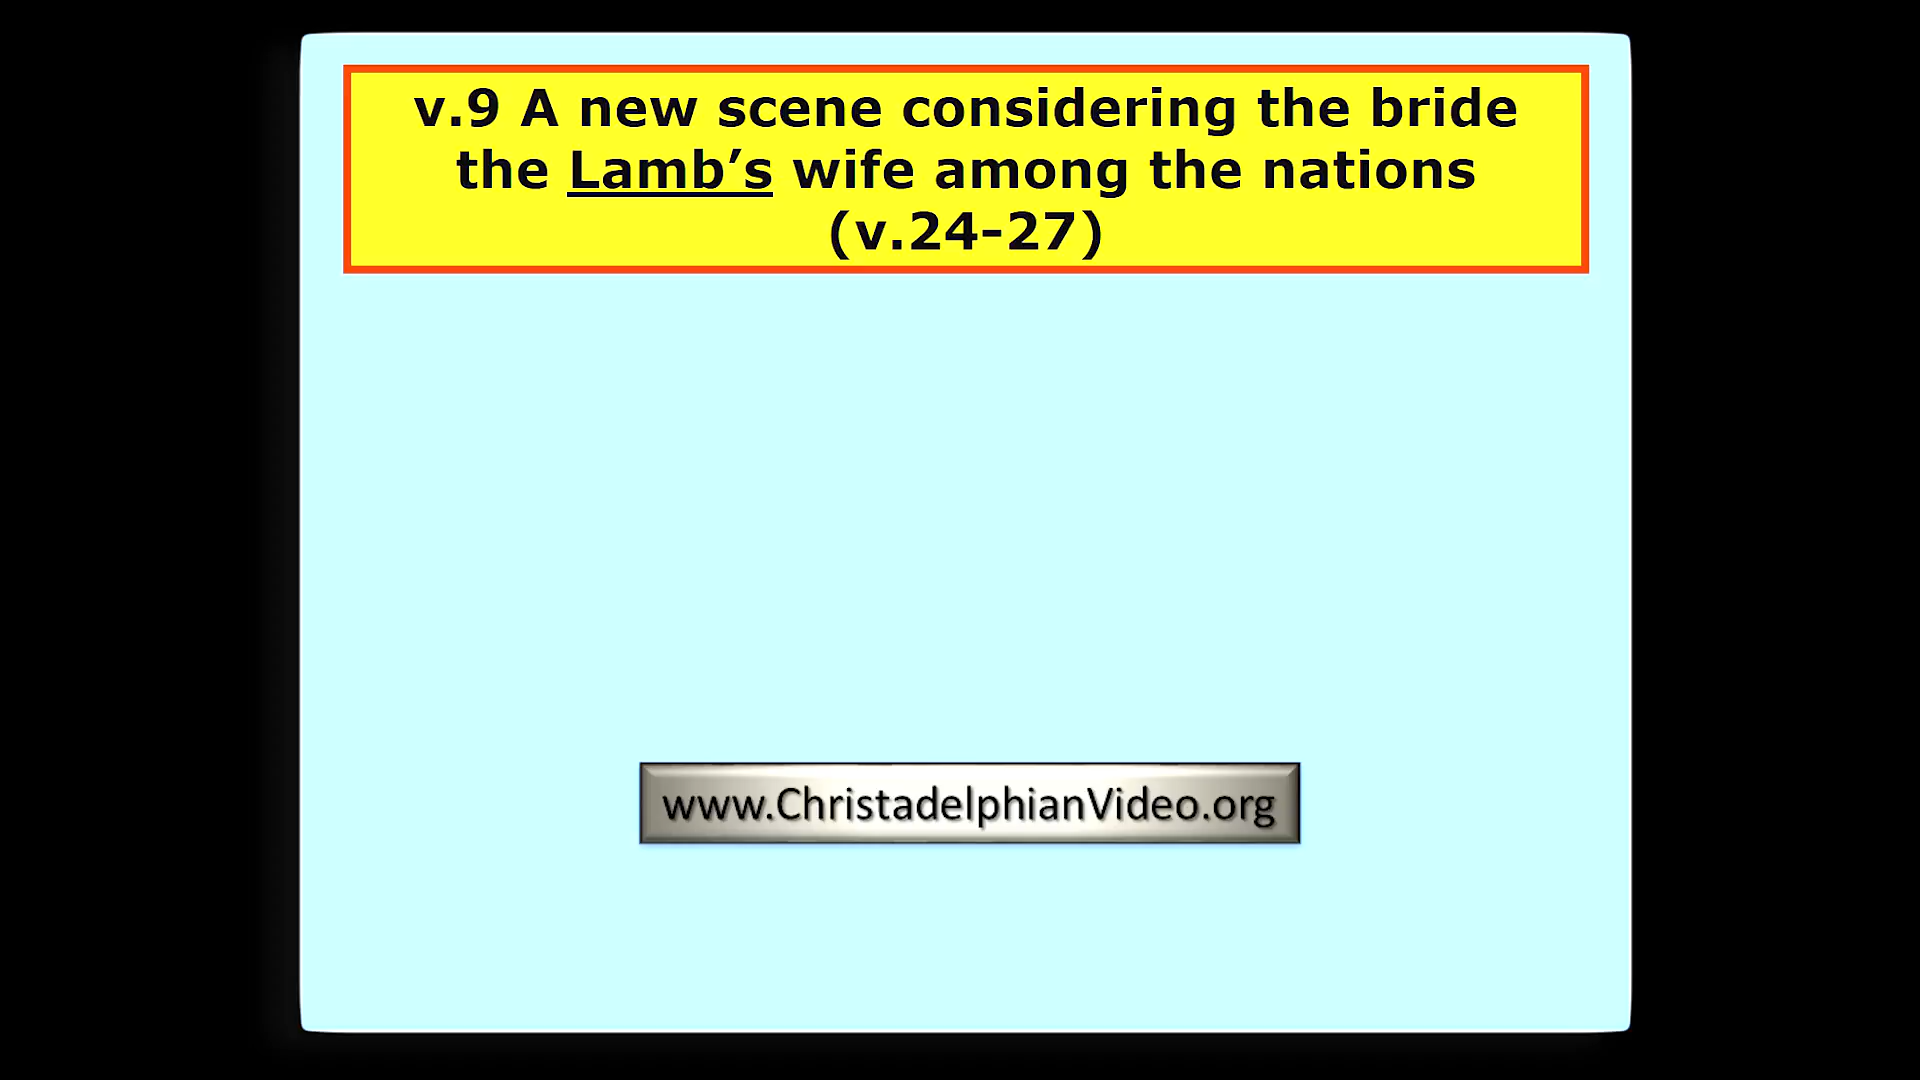 v.9 A new scene considering the bride
the Lamb’s wife among the nations
(v.24-27)
www.ChristadelphianVideo.org